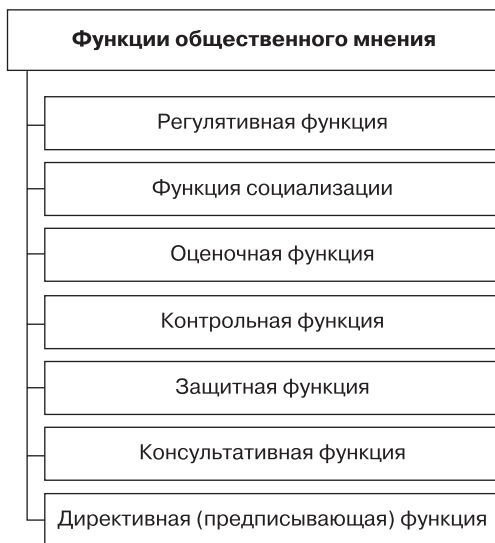 Функции общественного мнения
Регулятивная функция
Функция социализации
Оценочная функция
Контрольная функция
Защитная функция
Консультативная функция
Директивная (предписывающая) функция